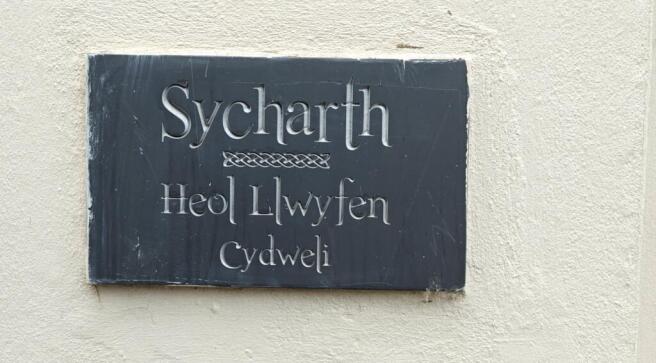 Sycharth
Heol Llwyfen
Cydweli